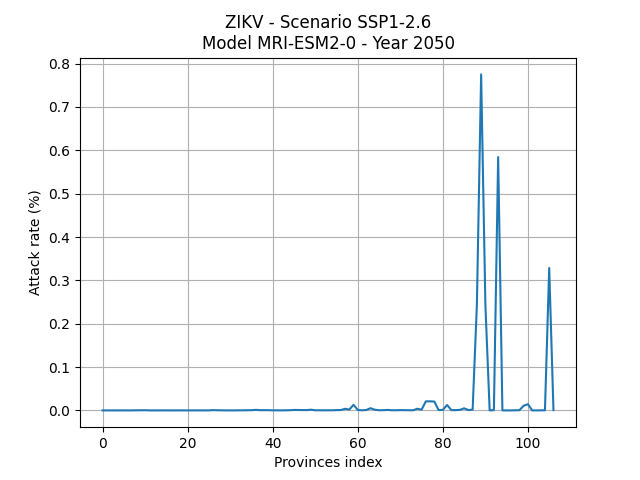 ZIKV - Scenario SSP1-2.6
Model MRI-ESM2-0 - Year 2050
0.8
0.7
0.6
0.5
0.4
0.3
0.2
0.1
0.0
Attack rate (%)
0 20 40 60 80 100
Provinces index